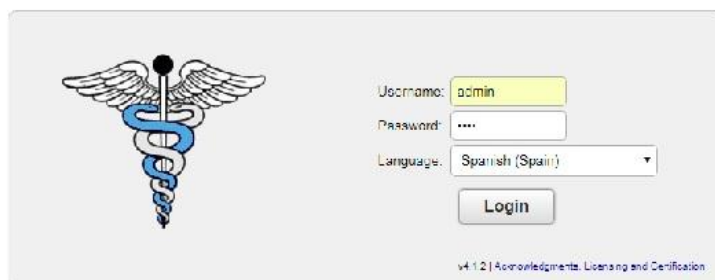 Username: admin
Password: ••••
Language: Spanish (Spain)
Login
v4.1.2 | Acknowledgments, Licensing and Certification